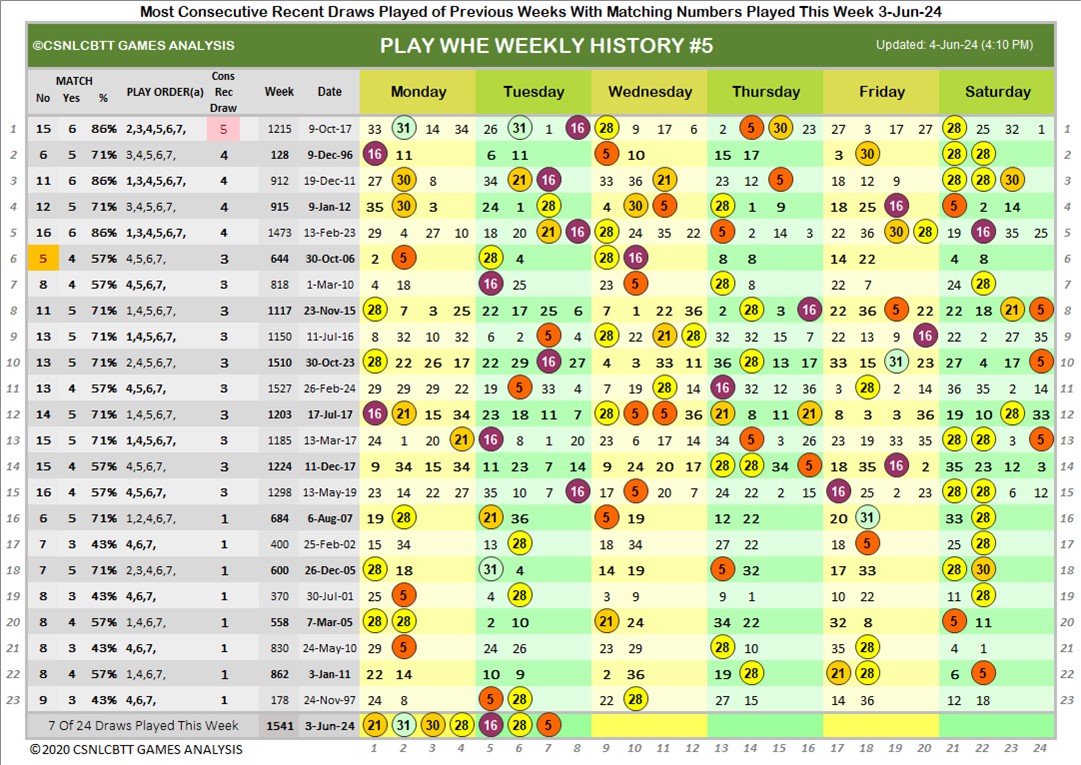 Most Consecutive Recent Draws Played of Previous Weeks With Matching Numbers Played This Week 3-Jun-24
©CSNLCBTT GAMES ANALYSIS PLAY WHE WEEKLY HISTORY #5 Updated: 4-Jun-24 (4:10 PM)
No MATCH Yes % PLAY ORDER(a) Cons Rec Draw Week Date Monday Tuesday Wednesday Thursday Friday Saturday
1 15 6 86% 2,3,4,5,6,7, 5 1215 9-Oct-17 33 31 14 34 26 31 1 16 28 9 17 6 2 5 30 23 27 3 17 27 28 25 32 1 1
2 6 5 71% 3,4,5,6,7, 4 128 9-Dec-96 16 11 6 11 5 10 15 17 3 30 28 28 2
3 11 6 86% 1,3,4,5,6,7, 4 912 19-Dec-11 27 30 8 34 21 16 33 36 21 23 12 5 18 12 9 28 28 30 3
4 12 5 71% 3,4,5,6,7, 4 915 9-Jan-12 35 30 3 24 1 28 4 30 5 28 1 9 18 25 16 5 2 14 4
5 16 6 86% 1,3,4,5,6,7, 4 1473 13-Feb-23 29 4 27 10 18 20 21 16 28 24 35 22 5 2 14 3 22 36 30 28 19 16 35 25 5
6 5 4 57% 4,5,6,7, 3 644 30-Oct-06 2 5 28 4 28 16 8 8 14 22 4 8 6
7 8 4 57% 4,5,6,7, 3 818 1-Mar-10 4 18 16 25 23 5 28 8 22 7 24 28 7
8 11 5 71% 1,4,5,6,7, 3 1117 23-Nov-15 28 7 3 25 22 17 25 6 7 1 22 36 2 28 3 16 22 36 5 22 22 18 21 5 8
9 13 5 71% 1,4,5,6,7, 3 1150 11-Jul-16 8 32 10 32 6 2 5 4 28 22 21 28 32 32 15 7 22 13 9 16 22 2 27 35 9
10 13 5 71% 2,4,5,6,7, 3 1510 30-Oct-23 28 22 26 17 22 29 16 27 4 3 33 11 36 28 13 17 33 15 31 23 27 4 17 5 10
11 13 4 57% 4,5,6,7, 3 1527 26-Feb-24 29 29 29 22 19 5 33 4 7 19 28 14 16 32 12 36 3 28 2 14 36 35 2 14 11
12 14 5 71% 1,4,5,6,7, 3 1203 17-Jul-17 16 21 15 34 23 18 11 7 28 5 5 36 21 8 11 21 8 3 3 36 19 10 28 33 12
13 15 5 71% 1,4,5,6,7, 3 1185 13-Mar-17 24 1 20 21 16 8 1 20 23 6 17 14 34 5 3 26 23 19 33 35 28 28 3 5 13
14 15 4 57% 4,5,6,7, 3 1224 11-Dec-17 9 34 15 34 11 23 7 14 9 24 20 17 28 28 34 5 18 35 16 2 35 23 12 3 14
15 16 4 57% 4,5,6,7, 3 1298 13-May-19 23 14 22 27 35 10 7 16 17 5 20 7 24 22 2 15 16 25 2 23 28 28 6 12 15
16 6 5 71% 1,2,4,6,7, 1 684 6-Aug-07 19 28 21 36 5 19 12 22 20 31 33 28 16
17 7 3 43% 4,6,7, 1 400 25-Feb-02 15 34 13 28 18 34 27 22 18 5 25 28 17
18 7 5 71% 2,3,4,6,7, 1 600 26-Dec-05 28 18 31 4 14 19 5 32 17 33 28 30 18
19 8 3 43% 4,6,7, 1 370 30-Jul-01 25 5 4 28 3 9 9 1 10 22 11 28 19
20 8 4 57% 1,4,6,7, 1 558 7-Mar-05 28 28 2 10 21 24 34 22 32 8 5 11 20
21 8 3 43% 4,6,7, 1 830 24-May-10 29 5 24 26 23 29 28 10 35 28 4 1 21
22 8 4 57% 1,4,6,7, 1 862 3-Jan-11 22 14 10 9 2 36 19 28 21 28 6 5 22
23 9 3 43% 4,6,7, 1 178 24-Nov-97 24 8 5 28 22 28 27 15 14 36 12 18 23
7 Of 24 Draws Played This Week 1541 3-Jun-24 21 31 30 28 16 28 5
©2020 CSNLCBTT GAMES ANALYSIS 1 2 3 4 5 6 7 8 9 10 11 12 13 14 15 16 17 18 19 20 21 22 23 24